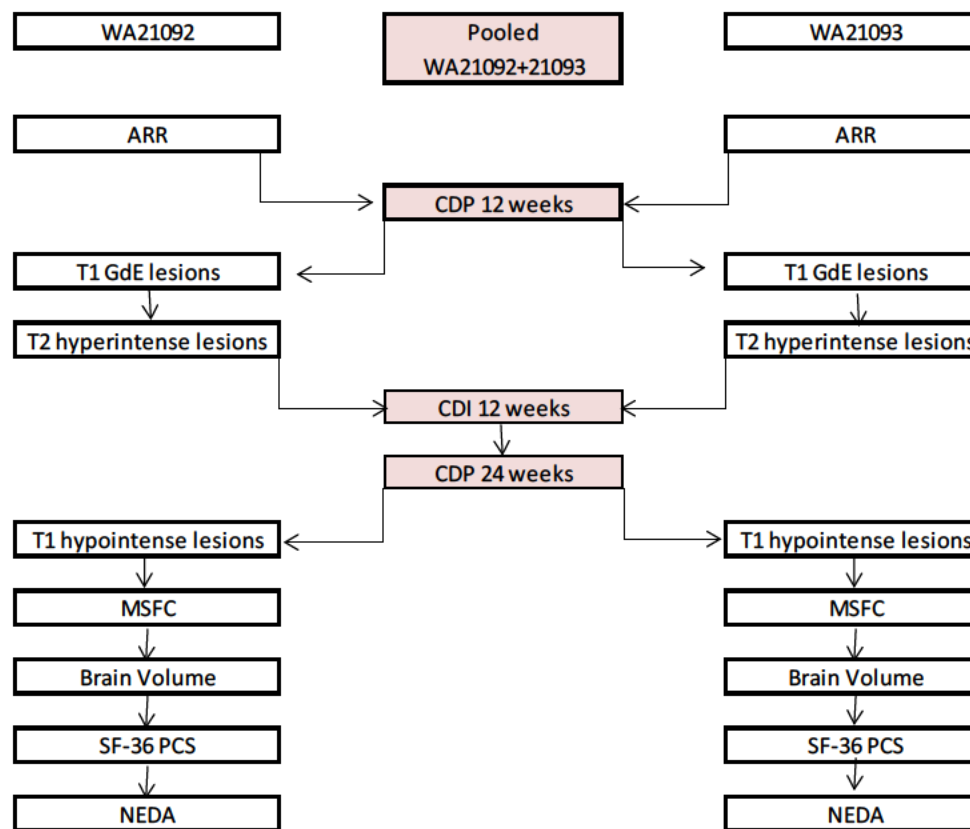 WA21092
Pooled
WA21092+21093
WA21093
ARR
ARR
CDP 12 weeks
T1 GdE lesions
T1 GdE lesions
T2 hyperintense lesions
T2 hyperintense lesions
CDI 12 weeks
CDP 24 weeks
T1 hypointense lesions
T1 hypointense lesions
MSFC
MSFC
Brain Volume
Brain Volume
SF-36 PCS
SF-36 PCS
NEDA
NEDA